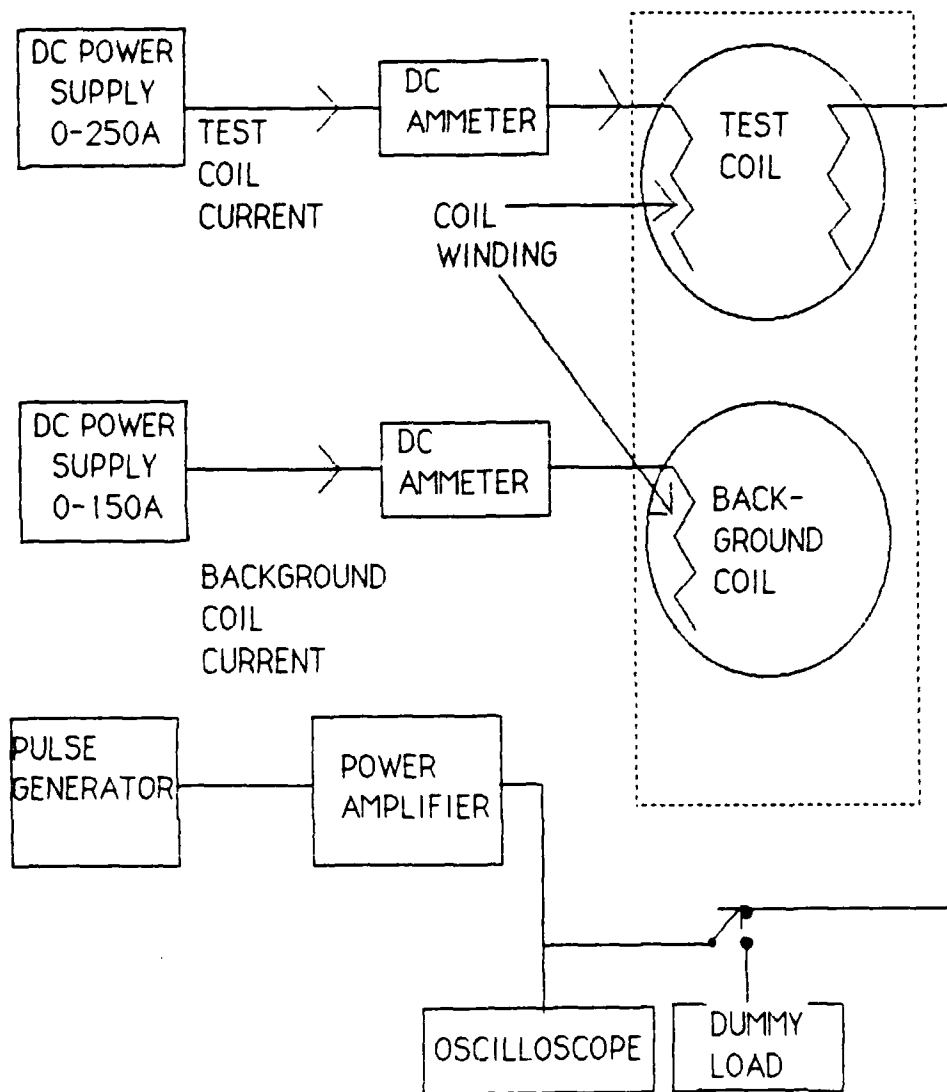 DC POWER
SUPPLY
0-250A
TEST
COIL
CURRENT
DC
AMMETER
TEST
COIL
COIL
WINDING
DC POWER
SUPPLY
0-150A
BACKGROUND
COIL
CURRENT
DC
AMMETER
BACK-
GROUND
COIL
PULSE
GENERATOR
POWER
AMPLIFIER
OSCILLOSCOPE
DUMMY
LOAD